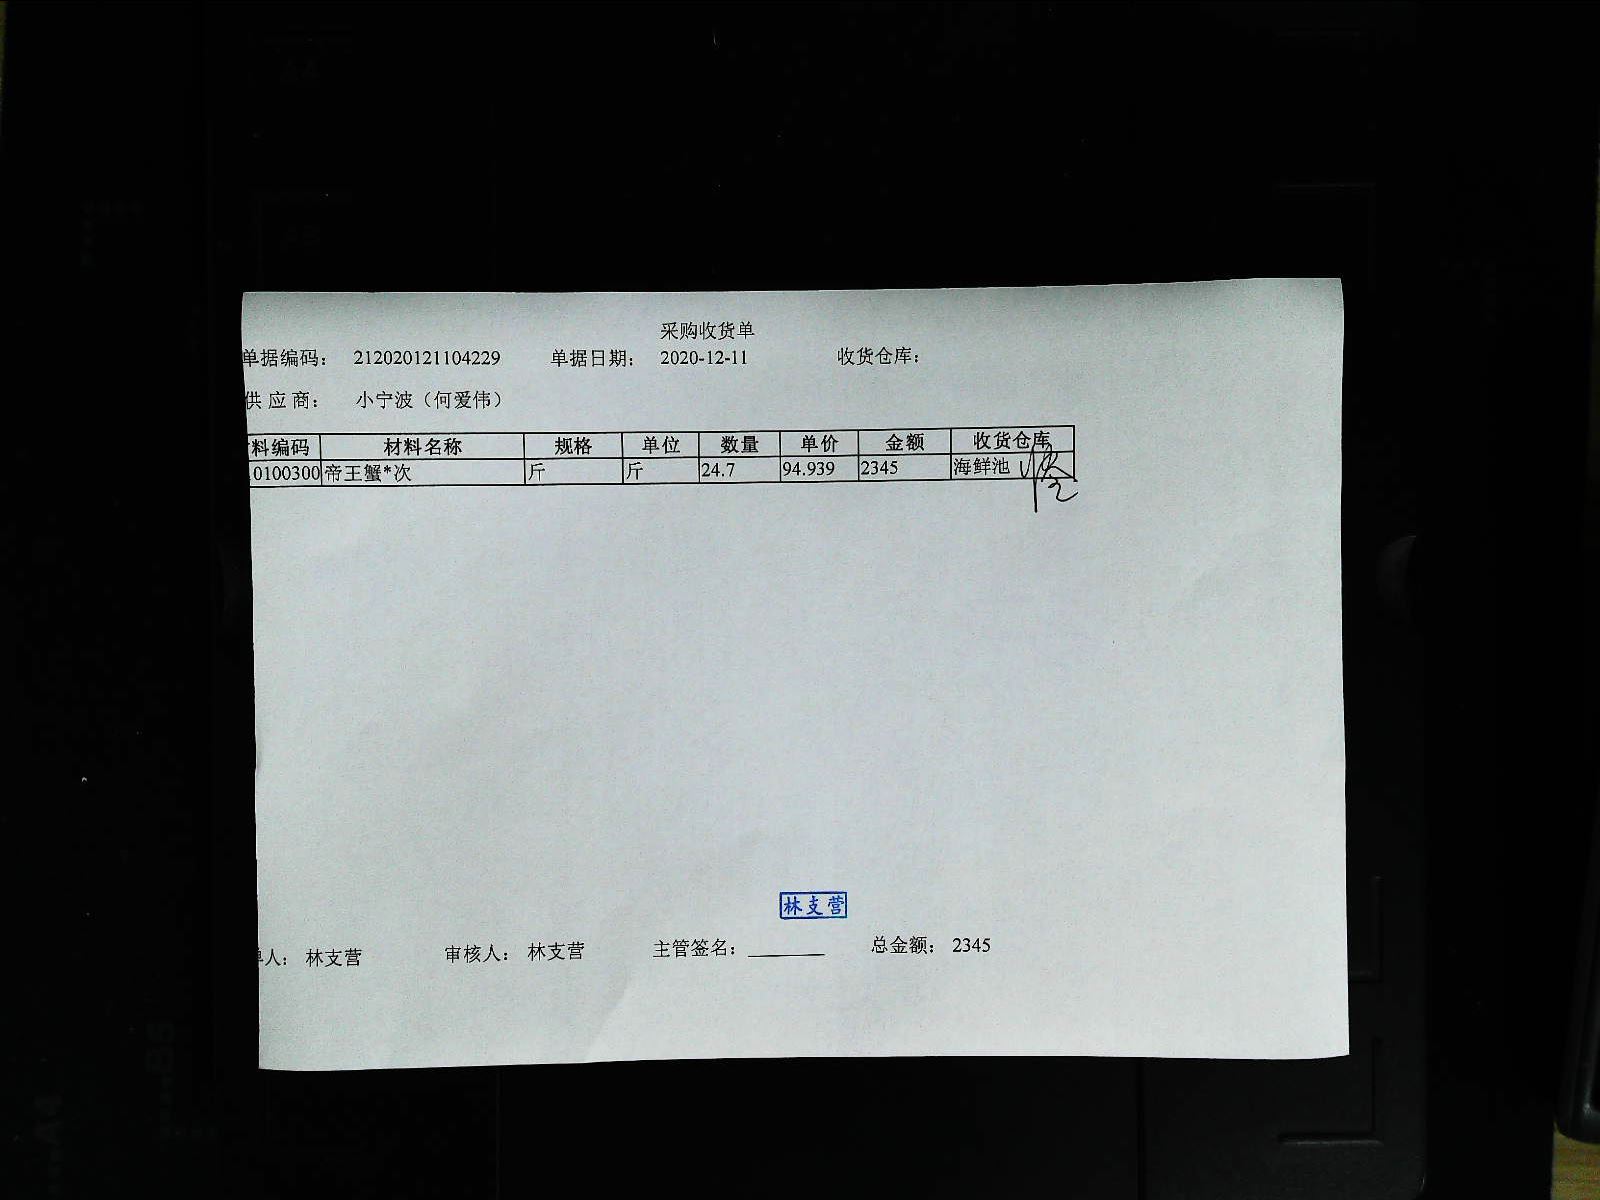 采购收货单
单据编码： 212020121104229 单据日期： 2020-12-11 收货仓库：
供应商： 小宁波（何爱伟）
料编码 材料名称 规格 单位 数量 单价 金额 收货仓库
0100300 帝王蟹*次 斤 斤 24.7 94.939 2345 海鲜池
林支营
人： 林支营 审核人： 林支营 主管签名： 总金额： 2345